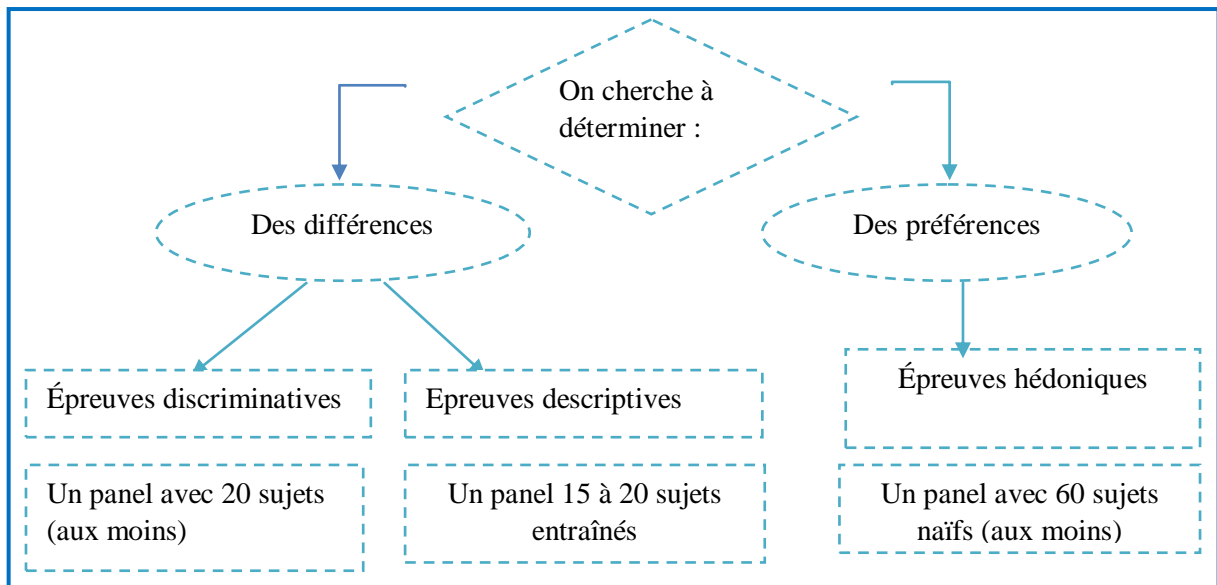 On cherche à
déterminer :
Des différences
Des préférences
Épreuves discriminatives
Epreuves descriptives
Épreuves hédoniques
Un panel avec 20 sujets
(aux moins)
Un panel 15 à 20 sujets
entraînés
Un panel avec 60 sujets
naïfs (aux moins)